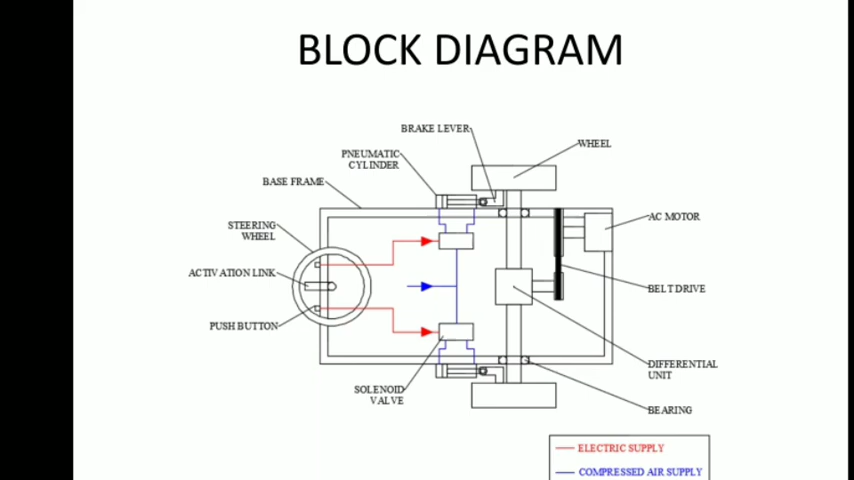 BLOCK DIAGRAM
BRAKE LEVER
WHEEL
PNEUMATIC
CYLINDER
BASE FRAME
STEERING
WHEEL
AC MOTOR
ACTIVATION LINK
BELT DRIVE
PUSH BUTTON
DIFFERENTIAL
UNIT
SOLENOID
VALVE
BEARING
ELECTRIC SUPPLY
COMPRESSED AIR SUPPLY